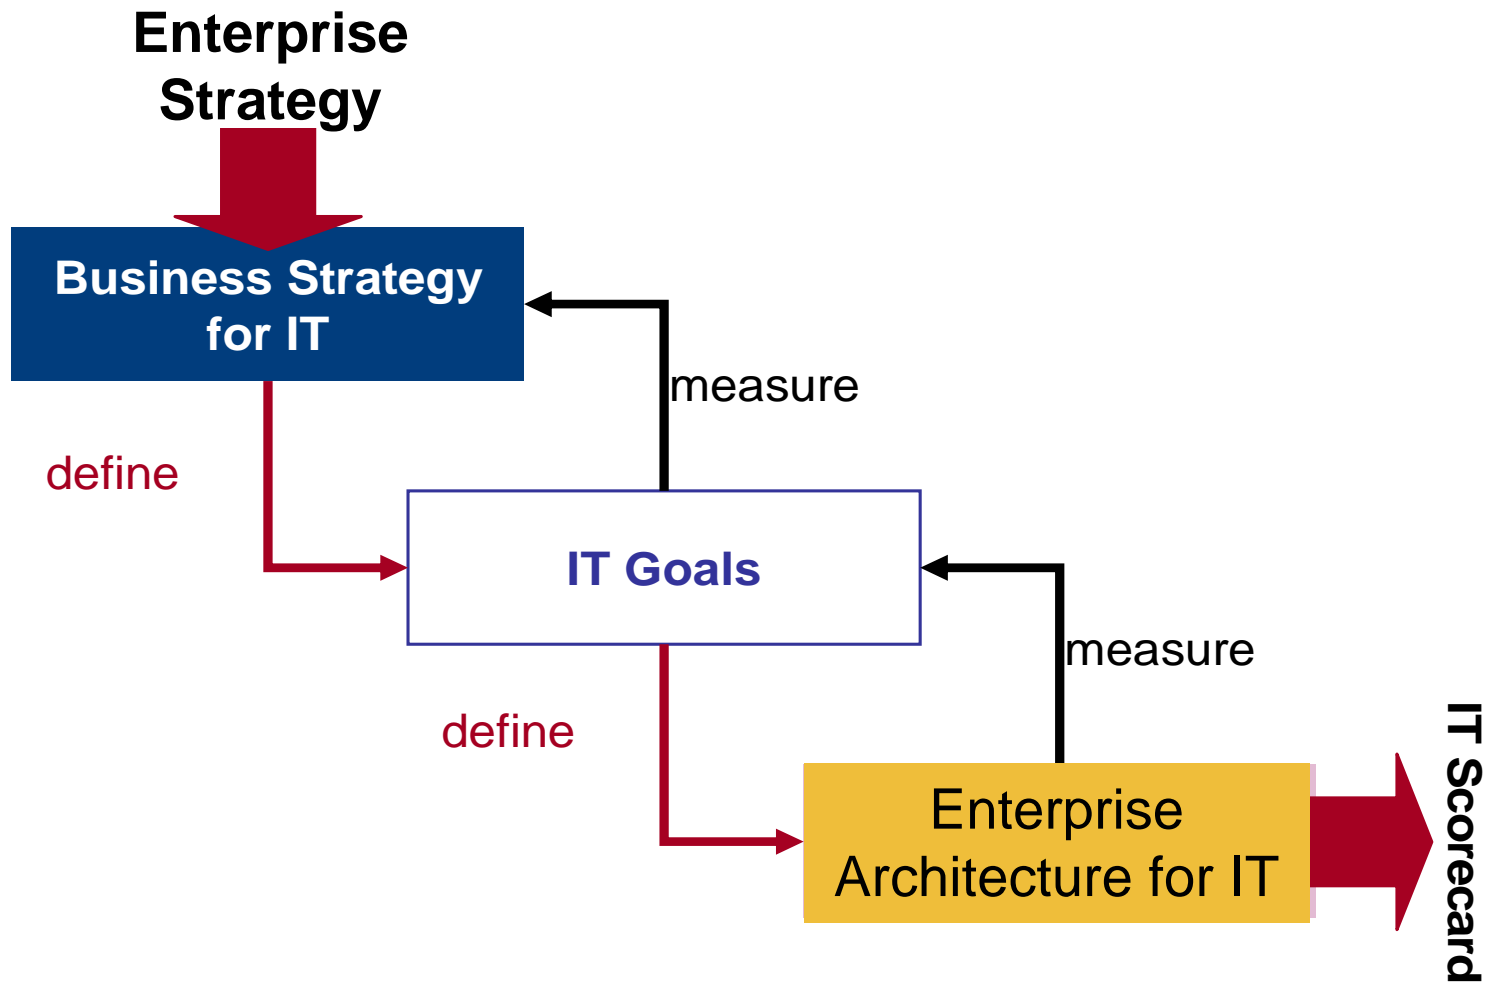 Enterprise
Strategy
Business Strategy
for IT
measure
define
IT Goals
measure
define
Enterprise
Architecture for IT
IT Scorecard